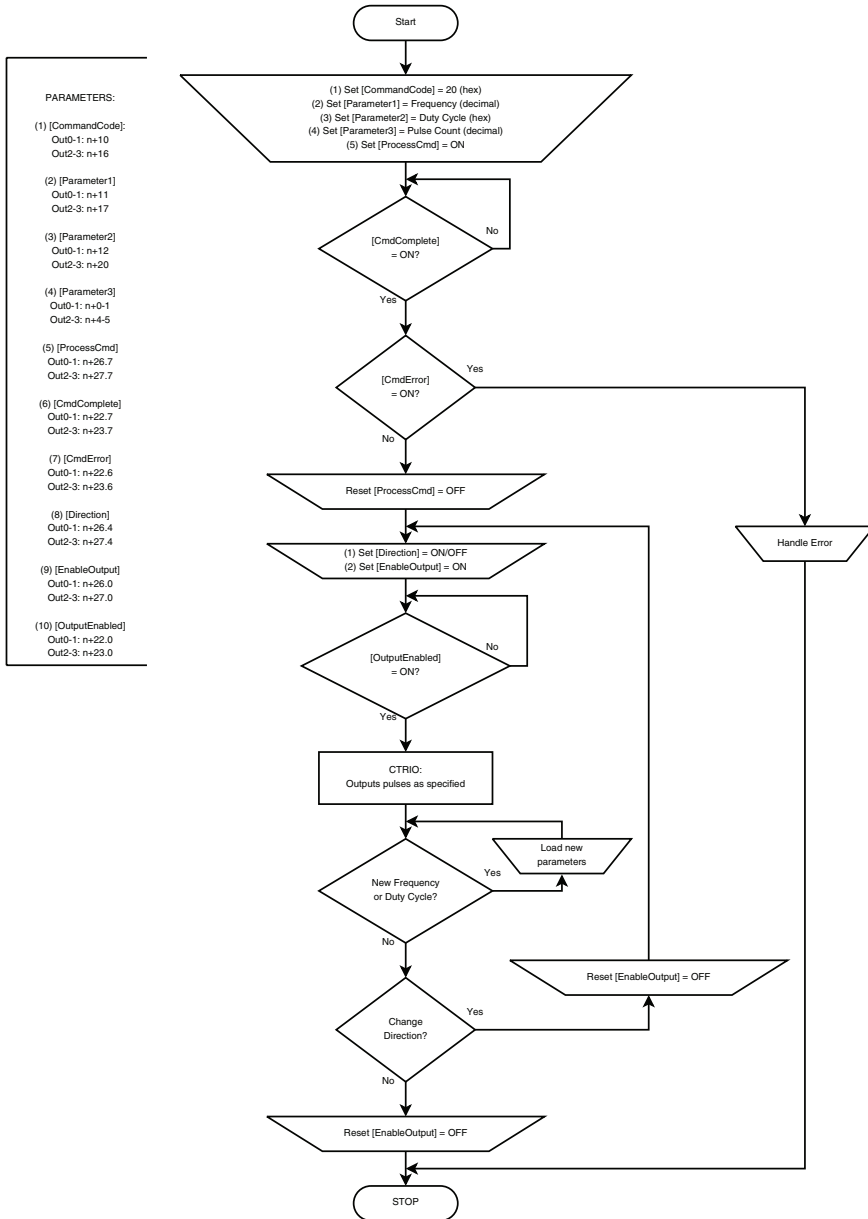 Start
PARAMETERS:
(1) [CommandCode]:
Out0-1: n+10
Out2-3: n+16
(2) [Parameter1]
Out0-1: n+11
Out2-3: n+17
(3) [Parameter2]
Out0-1: n+12
Out2-3: n+20
(4) [Parameter3]
Out0-1: n+0-1
Out2-3: n+4-5
(5) [ProcessCmd]
Out0-1: n+26.7
Out2-3: n+27.7
(6) [CmdComplete]
Out0-1: n+22.7
Out2-3: n+23.7
(7) [CmdError]
Out0-1: n+22.6
Out2-3: n+23.6
(8) [Direction]
Out0-1: n+26.4
Out2-3: n+27.4
(9) [EnableOutput]
Out0-1: n+26.0
Out2-3: n+27.0
(10) [OutputEnabled]
Out0-1: n+22.0
Out2-3: n+23.0
(1) Set [CommandCode] = 20 (hex)
(2) Set [Parameter1] = Frequency (decimal)
(3) Set [Parameter2] = Duty Cycle (hex)
(4) Set [Parameter3] = Pulse Count (decimal)
(5) Set [ProcessCmd] = ON
[CmdComplete]
= ON?
No
Yes
[CmdError]
= ON?
Yes
No
Handle Error
Reset [ProcessCmd] = OFF
(1) Set [Direction] = ON/OFF
(2) Set [EnableOutput] = ON
[OutputEnabled]
= ON?
No
Yes
CTRIO:
Outputs pulses as specified
New Frequency
or Duty Cycle?
Yes
Load new
parameters
No
Change
Direction?
Yes
Reset [EnableOutput] = OFF
No
Reset [EnableOutput] = OFF
STOP